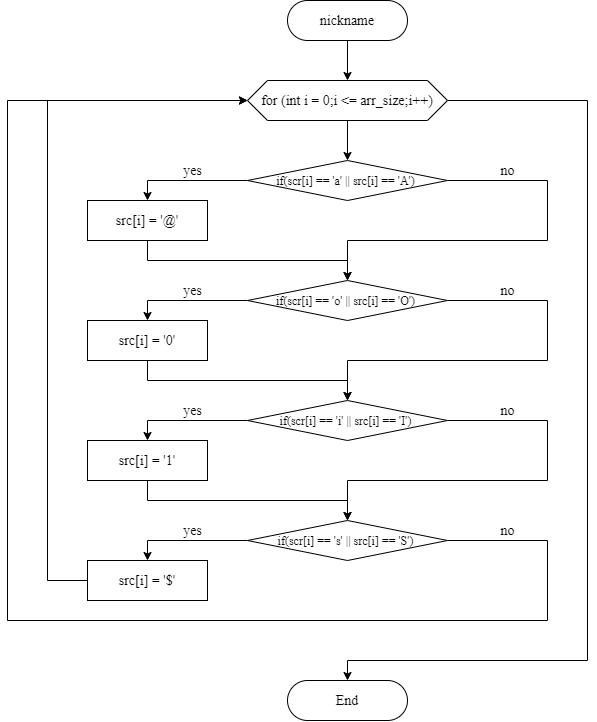 nickname
for (int i = 0;i <= arr_size;i++)
yes
no
if(scr[i] == 'a' || src[i] == 'A')
src[i] = '@'
yes
no
if(scr[i] == 'o' || src[i] == 'O')
src[i] = '0'
yes
no
if(scr[i] == 'i' || src[i] == 'I')
src[i] = '1'
yes
no
if(scr[i] == 's' || src[i] == 'S')
src[i] = '$'
End